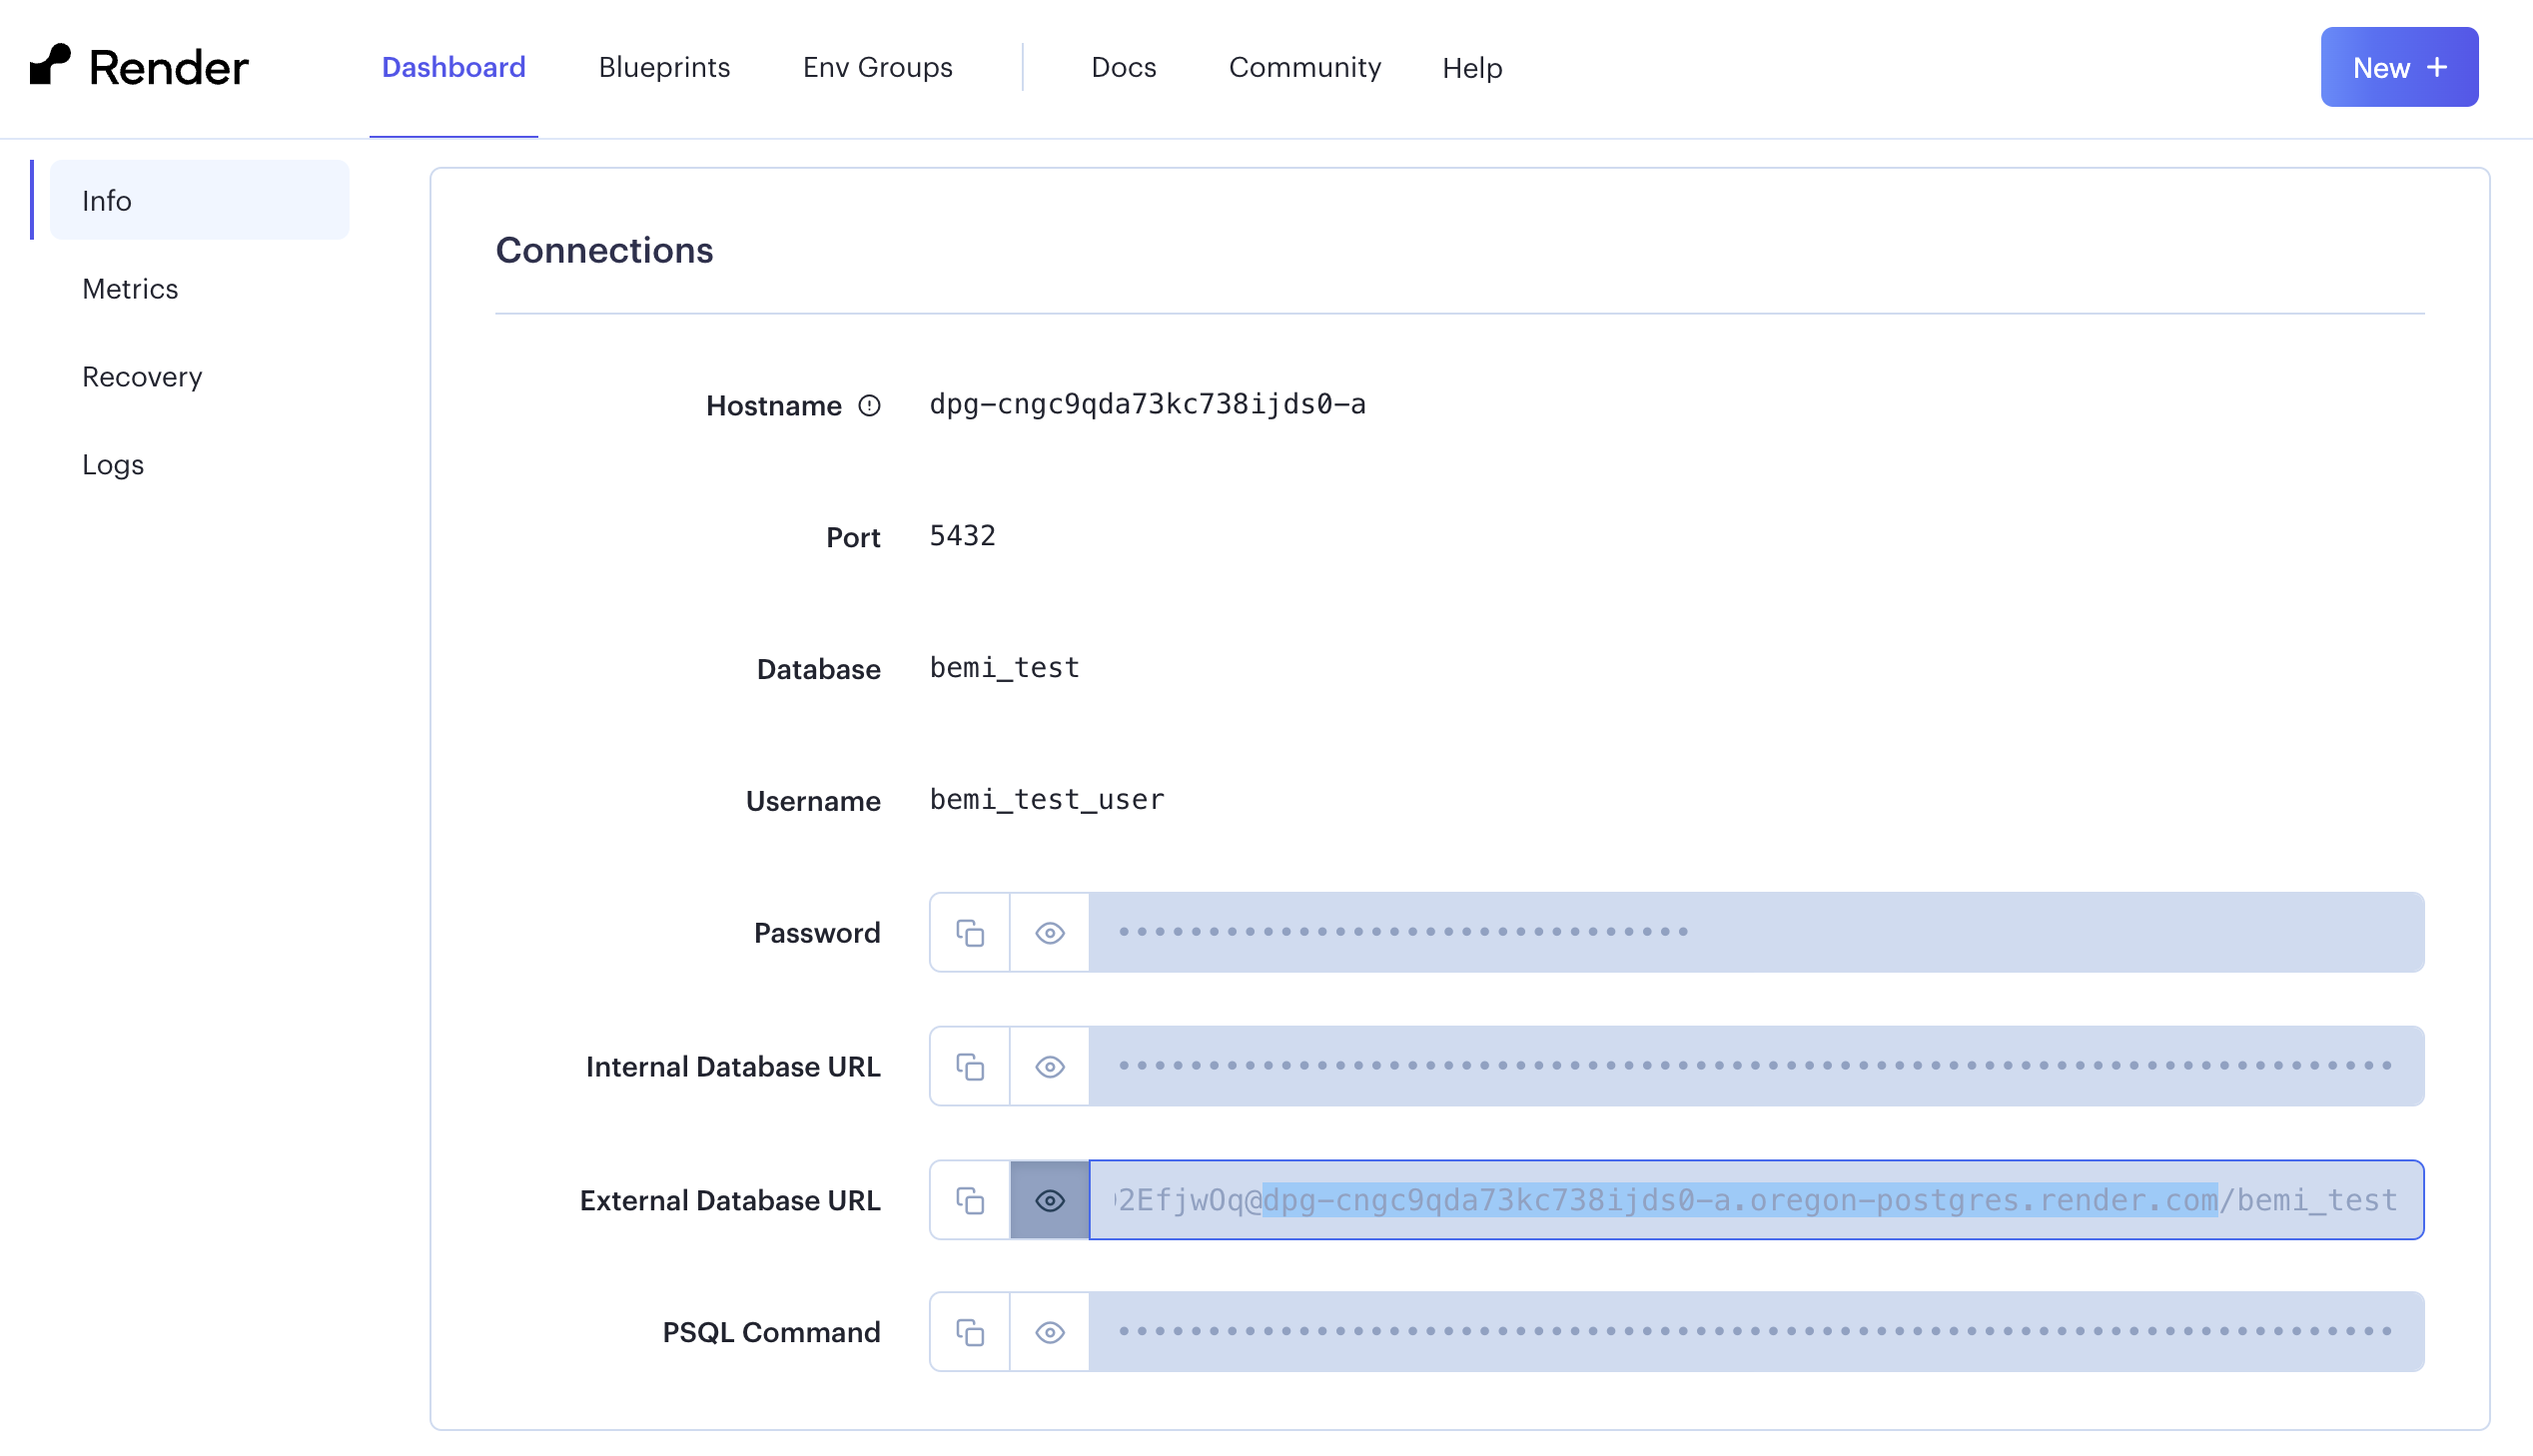 Render
Dashboard Blueprints Env Groups Docs Community Help New +
Info
Metrics
Recovery
Logs
Connections
Hostname dpg-cngc9qda73kc738ijds0-a
Port 5432
Database bemi_test
Username bemi_test_user
Password ••••••••••••••••••••••••••••••••
Internal Database URL •••••••••••••••••••••••••••••••••••••••••••••••••••••••••••••••••••••••
External Database URL 2EfjwOq@dpg-cngc9qda73kc738ijds0-a.oregon-postgres.render.com/bemi_test
PSQL Command •••••••••••••••••••••••••••••••••••••••••••••••••••••••••••••••••••••••